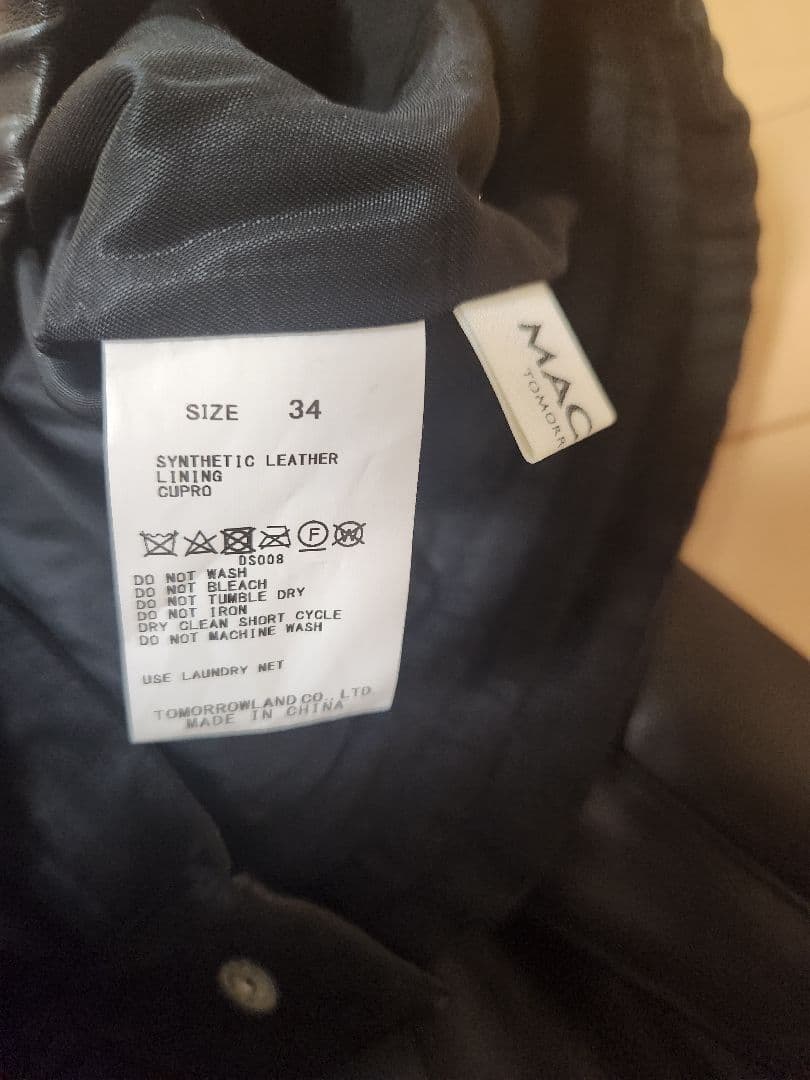 SIZE 34
SYNTHETIC LEATHER
LINING
CUPRO
F W
DS008
DO NOT WASH
DO NOT BLEACH
DO NOT TUMBLE DRY
DO NOT IRON
DRY CLEAN SHORT CYCLE
DO NOT MACHINE WASH
USE LAUNDRY NET
TOMORROWLAND CO., LTD.
MADE IN CHINA
MAC
TOMORR